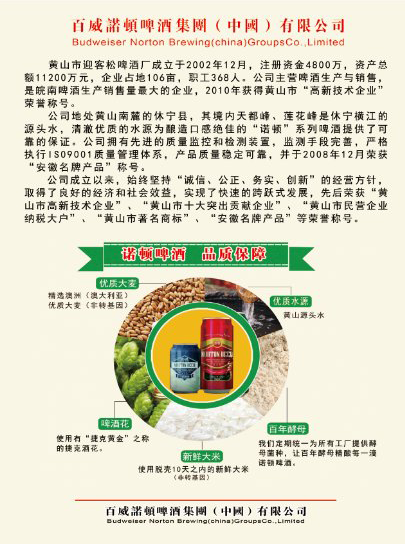 百威諾頓啤酒集團（中國）有限公司
Budweiser Norton Brewing(china)GroupsCo.,Limited
黄山市迎客松啤酒厂成立于2002年12月，注册资金4800万，资产总
额11200万元，企业占地106亩，职工368人。公司主营啤酒生产与销售，
是皖南啤酒生产销售量最大的企业，2010年获得黄山市“高新技术企业”
荣誉称号。
公司地处黄山南麓的休宁县，其境内天都峰、莲花峰是休宁横江的
源头水，清澈优质的水源为酿造口感绝佳的“诺顿”系列啤酒提供了可
靠的保证。公司拥有先进的质量监控和检测装置，监测手段完善，严格
执行ISO9001质量管理体系，产品质量稳定可靠，并于2008年12月荣获
“安徽名牌产品”称号。
公司成立以来，始终坚持“诚信、公正、务实、创新”的经营方针，
取得了良好的经济和社会效益，实现了快速的跨跃式发展，先后荣获“黄
山市高新技术企业”、“黄山市十大突出贡献企业”、“黄山市民营企业
纳税大户”、“黄山市著名商标”、“安徽名牌产品”等荣誉称号。
诺顿啤酒 品质保障
优质大麦
精选澳洲（澳大利亚）
优质大麦（非转基因）
优质水源
黄山源头水
NORTON BEER
啤酒花
使用有“捷克黄金”之称
的捷克酒花。
新鲜大米
使用脱壳10天之内的新鲜大米
（非转基因）
百年酵母
我们定期统一为所有工厂提供酵
母菌种，让百年酵母精酿每一滴
诺顿啤酒。
百威諾頓啤酒集團（中國）有限公司
Budweiser Norton Brewing(china)GroupsCo.,Limited